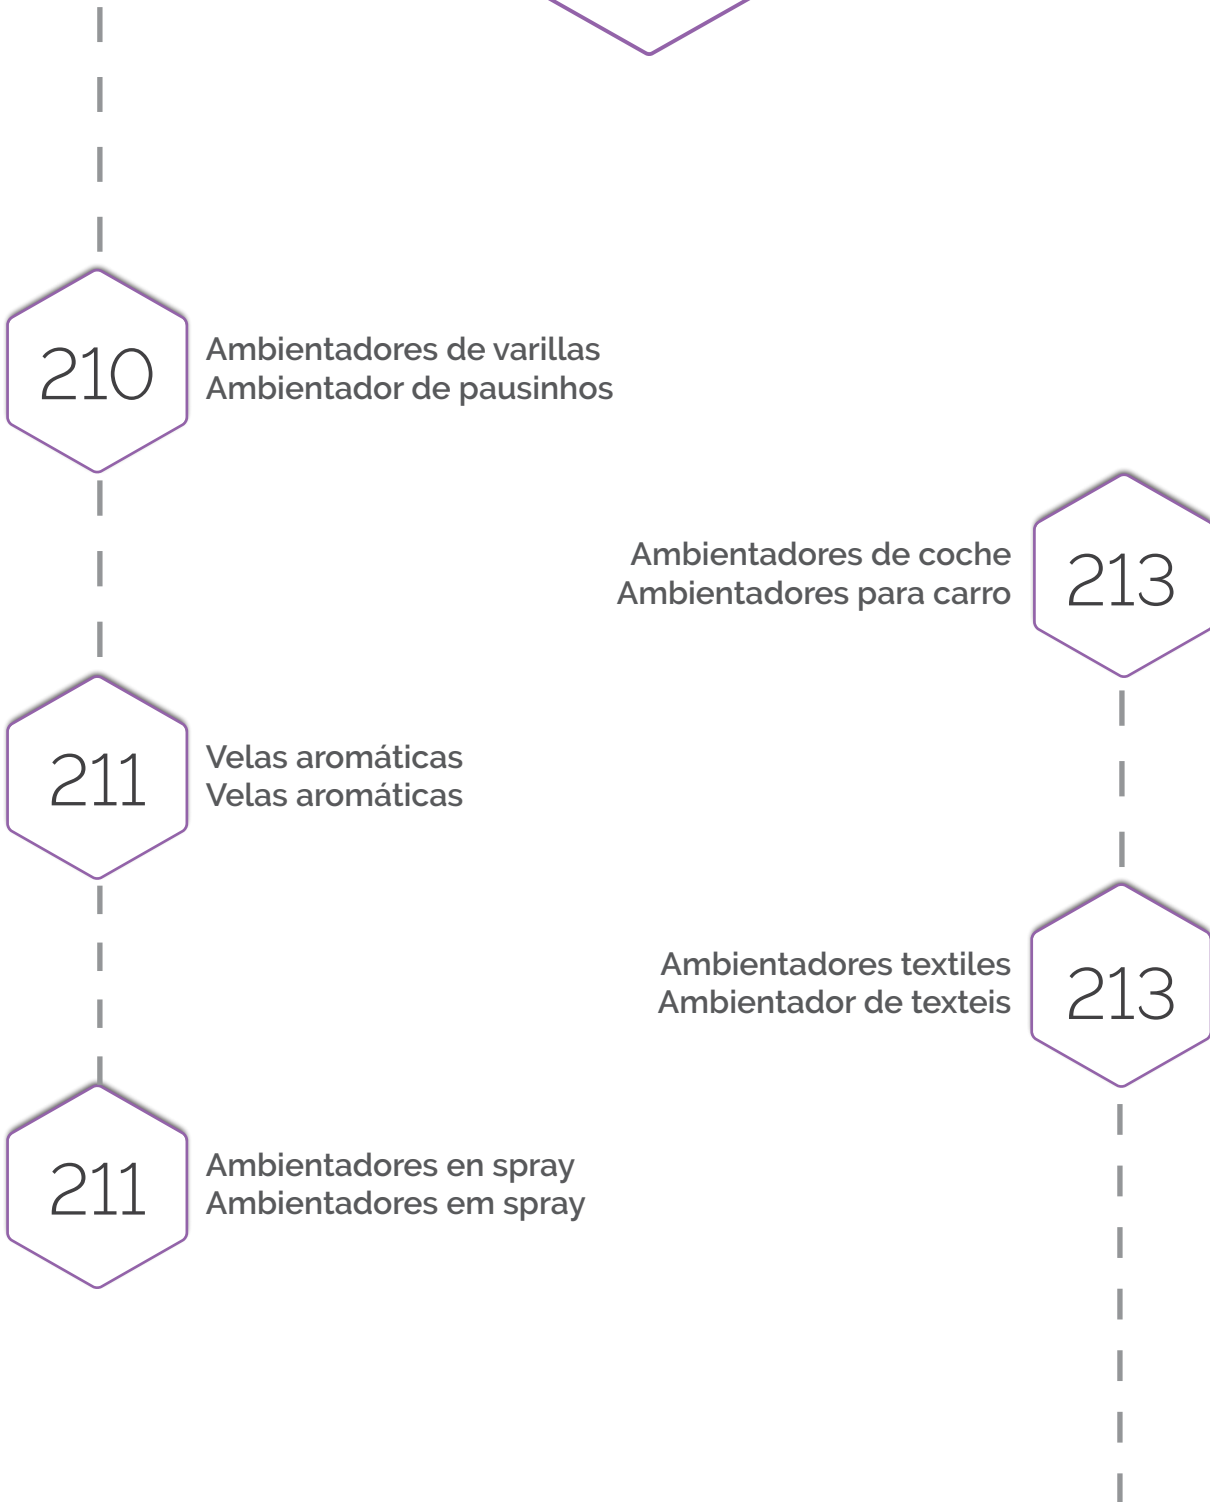 210
Ambientadores de varillas
Ambientador de pausinhos
211
Velas aromáticas
Velas aromáticas
211
Ambientadores en spray
Ambientadores em spray
Ambientadores de coche
Ambientadores para carro
213
Ambientadores textiles
Ambientador de texteis
213